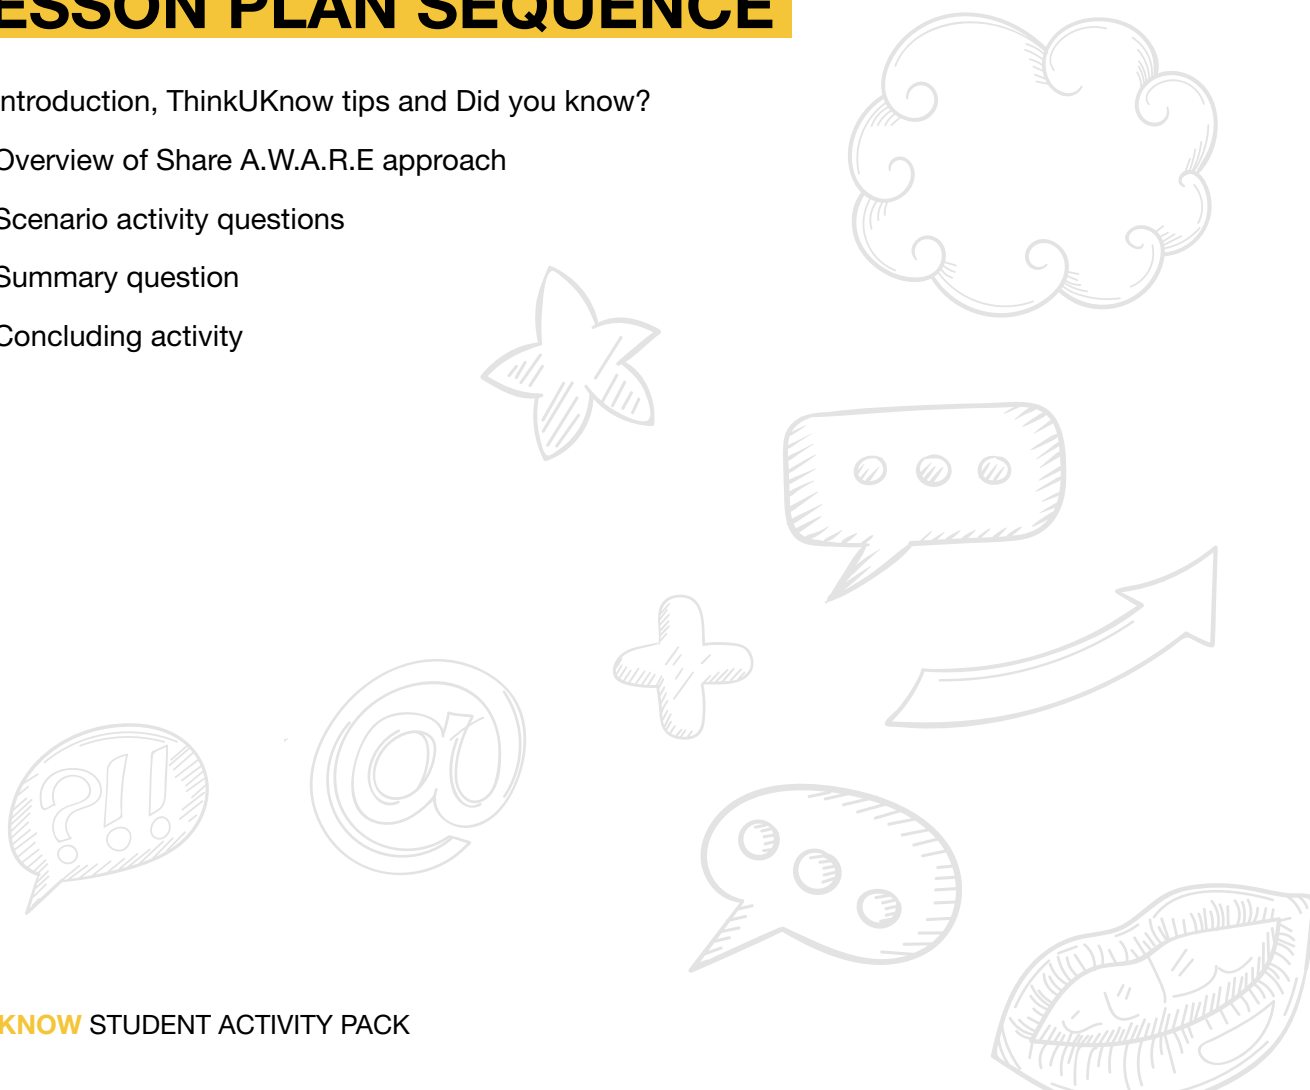 ESSON PLAN SEQUENCE
ntroduction, ThinkUKnow tips and Did you know?
Overview of Share A.W.A.R.E approach
Scenario activity questions
Summary question
Concluding activity
?!!
@
KNOW STUDENT ACTIVITY PACK